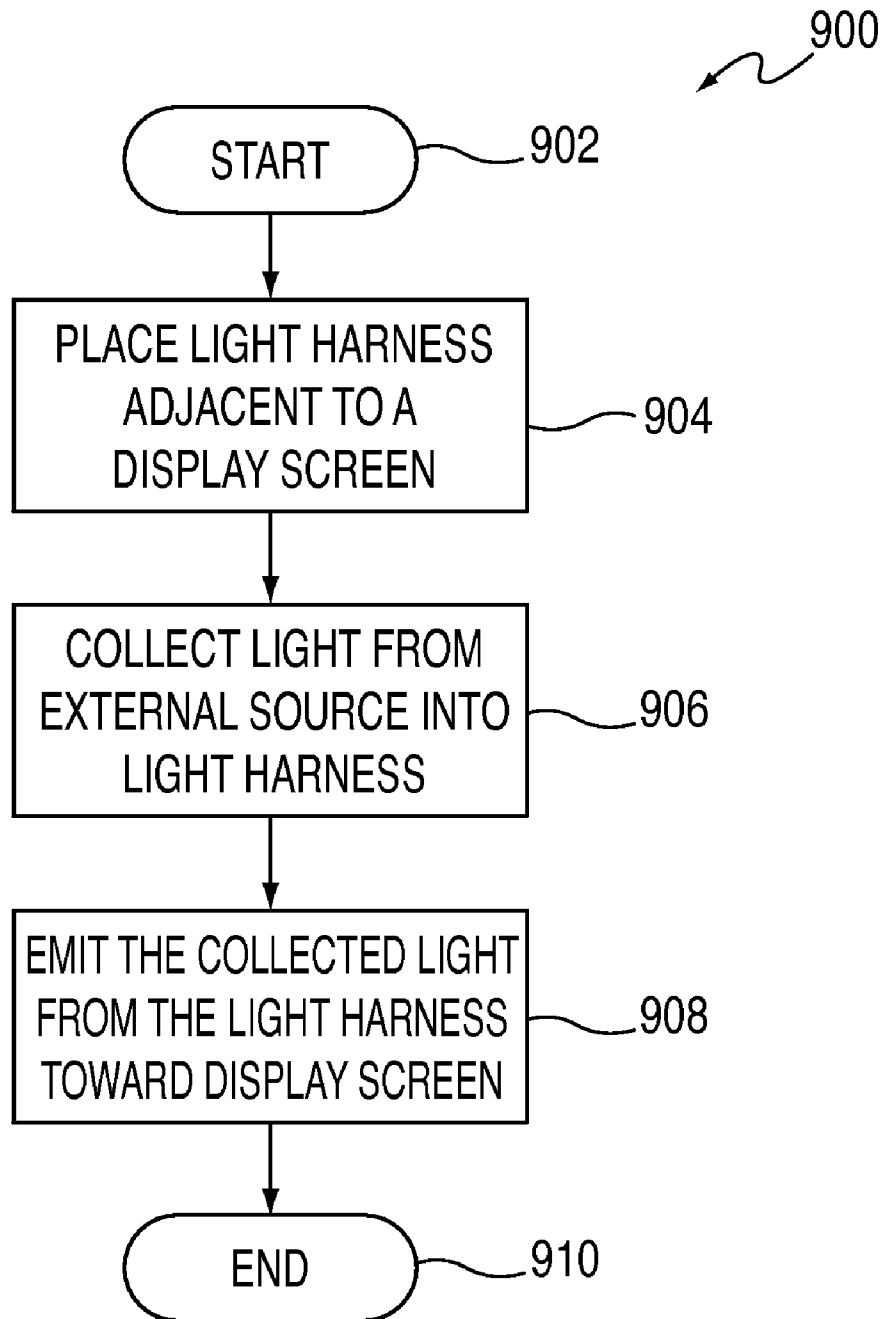 900
START
902
PLACE LIGHT HARNESS
ADJACENT TO A
DISPLAY SCREEN
904
COLLECT LIGHT FROM
EXTERNAL SOURCE INTO
LIGHT HARNESS
906
EMIT THE COLLECTED LIGHT
FROM THE LIGHT HARNESS
TOWARD DISPLAY SCREEN
908
END
910